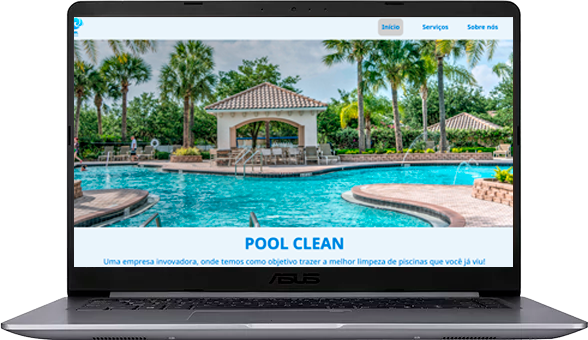 Início
Serviços
Sobre nós
POOL CLEAN
Uma empresa invovadora, onde temos como objetivo trazer a melhor limpeza de piscinas que você já viu!
ASUS